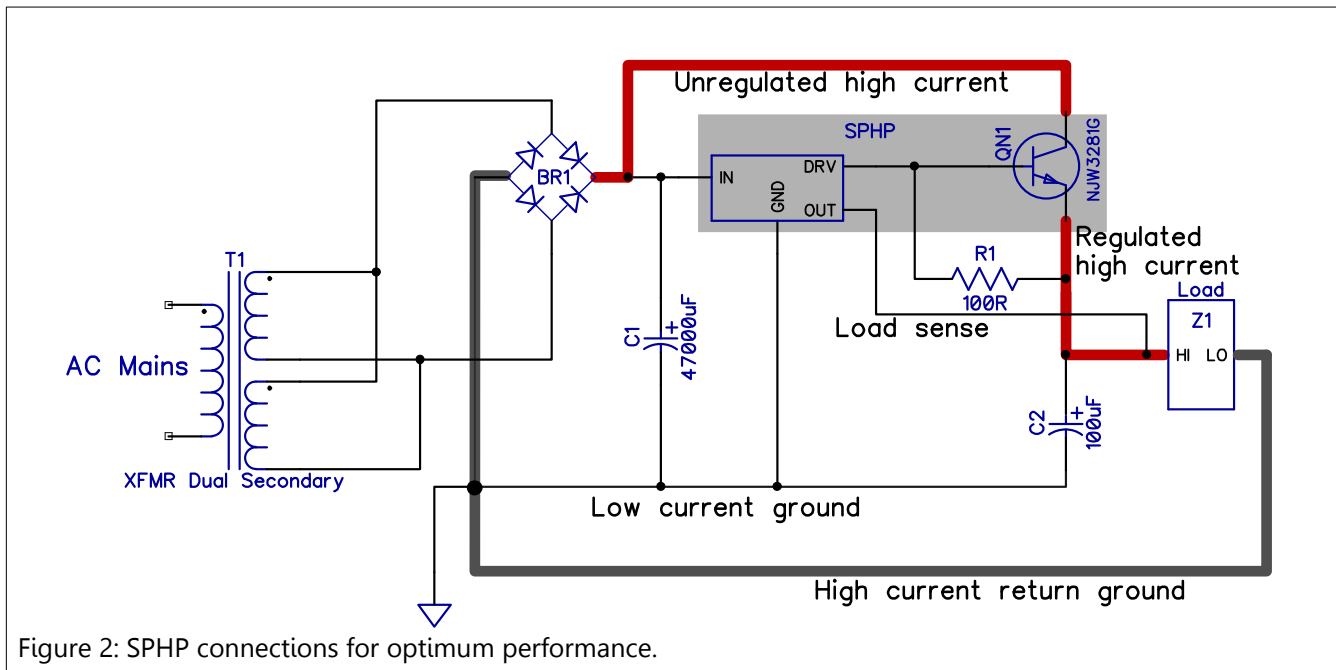 Unregulated high current
SPHP
QN1
NJW3281G
BR1
IN
DRV
GND
OUT
Regulated
high current
R1
100R
Load
Z1
HI
LO
Load sense
T1
C1
+
47000uF
AC Mains
C2
+
100uF
XFMR Dual Secondary
Low current ground
High current return ground
Figure 2: SPHP connections for optimum performance.